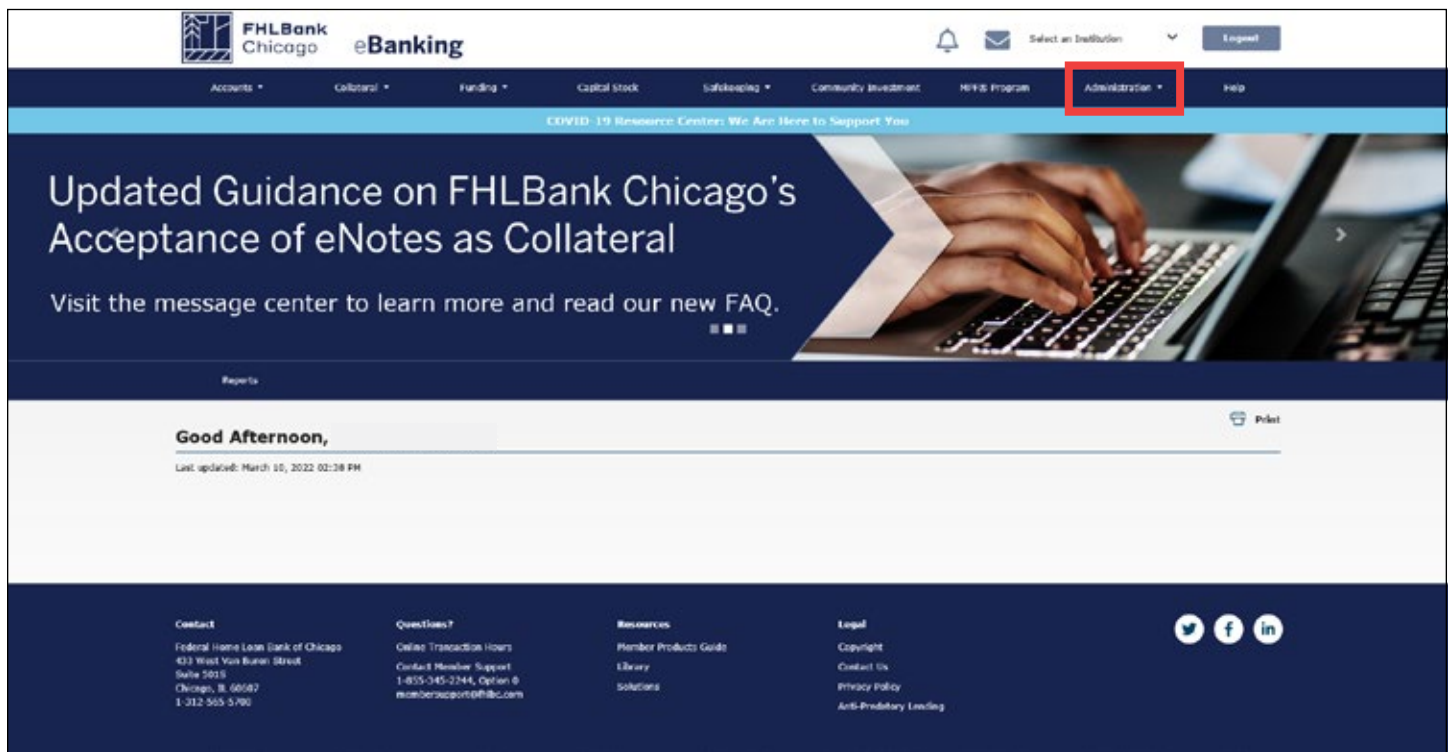 FHLBank
Chicago
eBanking
Select an Institution
Logout
Accounts
Collateral
Funding
Capital Stock
Safekeeping
Community Investment
MPF® Program
Administration
Help
COVID-19 Resource Center: We Are Here to Support You
Updated Guidance on FHLBank Chicago's
Acceptance of eNotes as Collateral
Visit the message center to learn more and read our new FAQ.
Reports
Print
Good Afternoon,
Last updated: March 10, 2022 02:38 PM
Contact
Federal Home Loan Bank of Chicago
433 West Van Buren Street
Suite 501S
Chicago, IL 60607
1-312-565-5700
Questions?
Online Transaction Hours
Contact Member Support
1-855-345-2244, Option 0
membersupport@fhlbc.com
Resources
Member Products Guide
Library
Solutions
Legal
Copyright
Contact Us
Privacy Policy
Anti-Predatory Lending